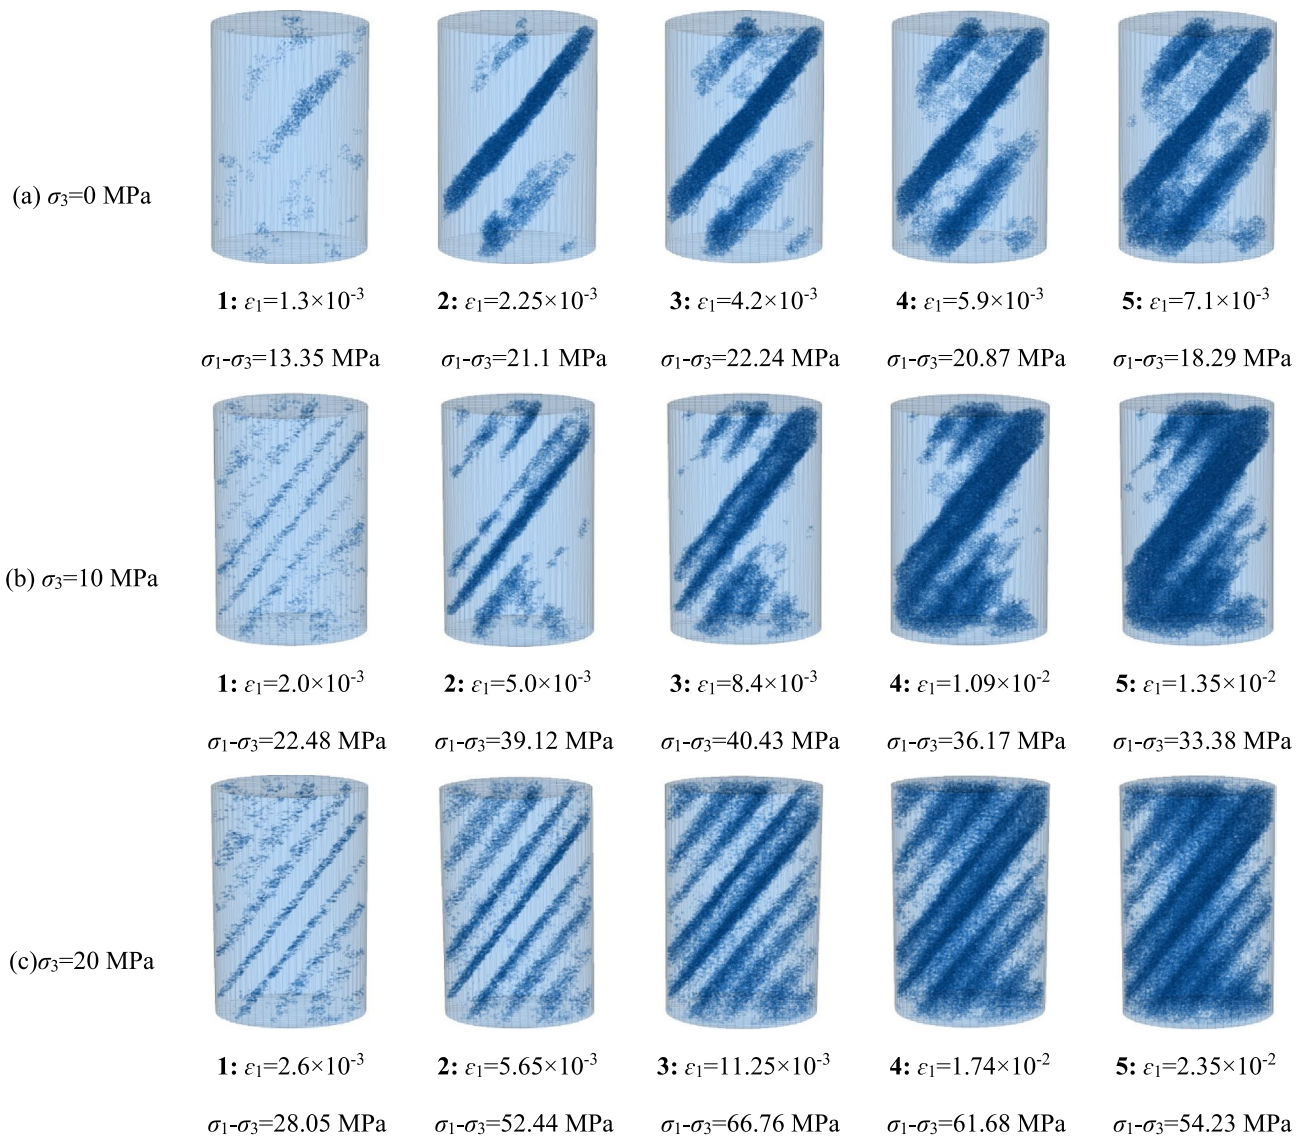 (a) σ₃=0 MPa
1: ε₁=1.3×10⁻³ 2: ε₁=2.25×10⁻³ 3: ε₁=4.2×10⁻³ 4: ε₁=5.9×10⁻³ 5: ε₁=7.1×10⁻³
σ₁-σ₃=13.35 MPa σ₁-σ₃=21.1 MPa σ₁-σ₃=22.24 MPa σ₁-σ₃=20.87 MPa σ₁-σ₃=18.29 MPa
(b) σ₃=10 MPa
1: ε₁=2.0×10⁻³ 2: ε₁=5.0×10⁻³ 3: ε₁=8.4×10⁻³ 4: ε₁=1.09×10⁻² 5: ε₁=1.35×10⁻²
σ₁-σ₃=22.48 MPa σ₁-σ₃=39.12 MPa σ₁-σ₃=40.43 MPa σ₁-σ₃=36.17 MPa σ₁-σ₃=33.38 MPa
(c)σ₃=20 MPa
1: ε₁=2.6×10⁻³ 2: ε₁=5.65×10⁻³ 3: ε₁=11.25×10⁻³ 4: ε₁=1.74×10⁻² 5: ε₁=2.35×10⁻²
σ₁-σ₃=28.05 MPa σ₁-σ₃=52.44 MPa σ₁-σ₃=66.76 MPa σ₁-σ₃=61.68 MPa σ₁-σ₃=54.23 MPa